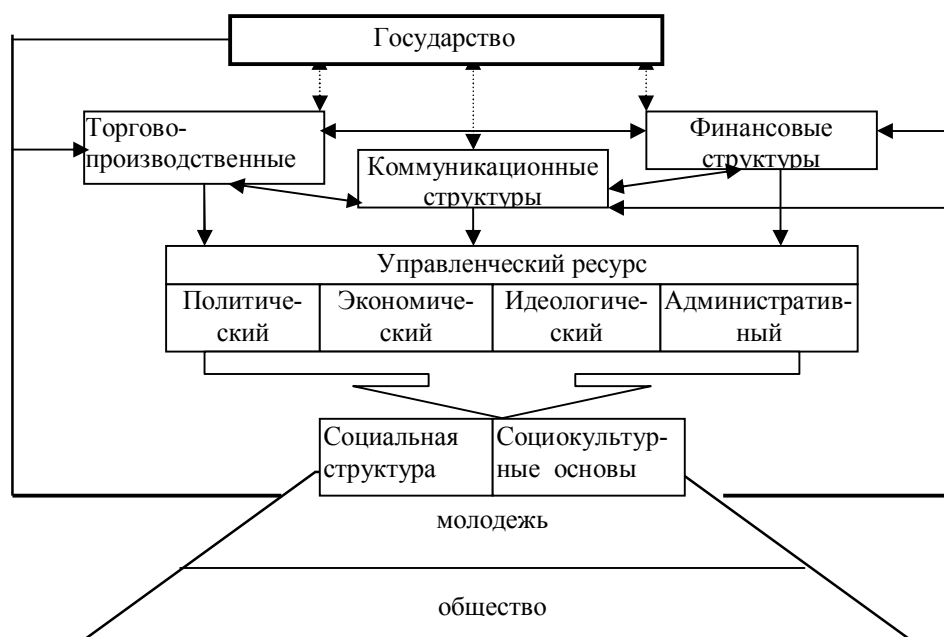 Государство
Торгово-
производственные
Коммуникационные
структуры
Финансовые
структуры
Управленческий ресурс
Политич-
ский
Экономиче-
ский
Идеологиче-
ский
Административ-
ный
Социальная
структура
Социокультур-
ные основы
молодежь
общество